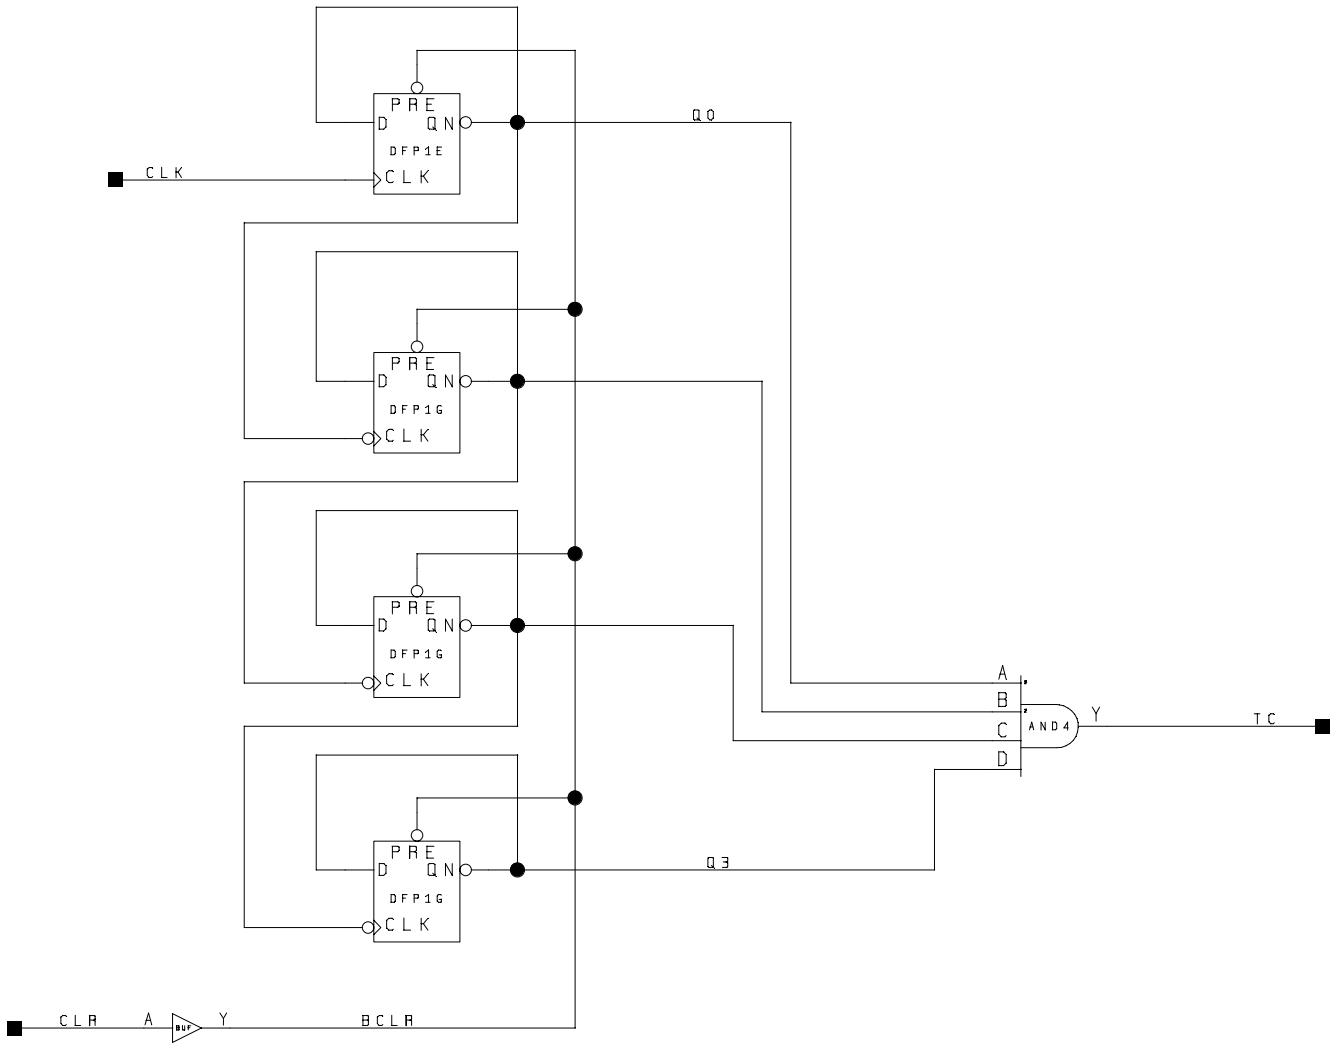 PRE
Q0
D QN
DFP1E
CLK
CLK
PRE
D QN
DFP1G
CLK
PRE
D QN
DFP1G
CLK
A
B
C
D
AND4
Y
TC
PRE
D QN
Q3
DFP1G
CLK
CLR
A
BUF
Y
BCLR